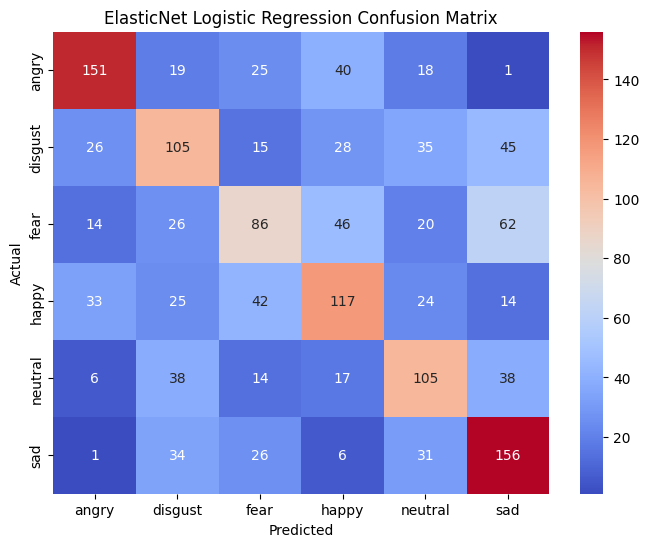 ElasticNet Logistic Regression Confusion Matrix
angry 151 19 25 40 18 1
disgust 26 105 15 28 35 45
fear 14 26 86 46 20 62
happy 33 25 42 117 24 14
neutral 6 38 14 17 105 38
sad 1 34 26 6 31 156
angry disgust fear happy neutral sad
Actual
Predicted
140
120
100
80
60
40
20